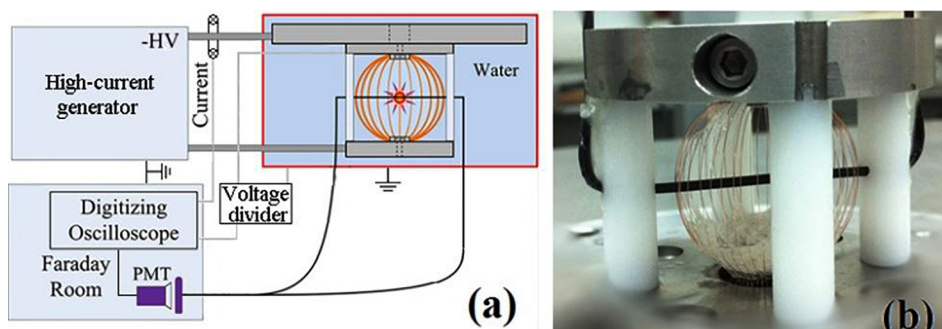 -HV
High-current
generator
Current
Water
Voltage
divider
Digitizing
Oscilloscope
Faraday
Room
PMT
(a)
(b)